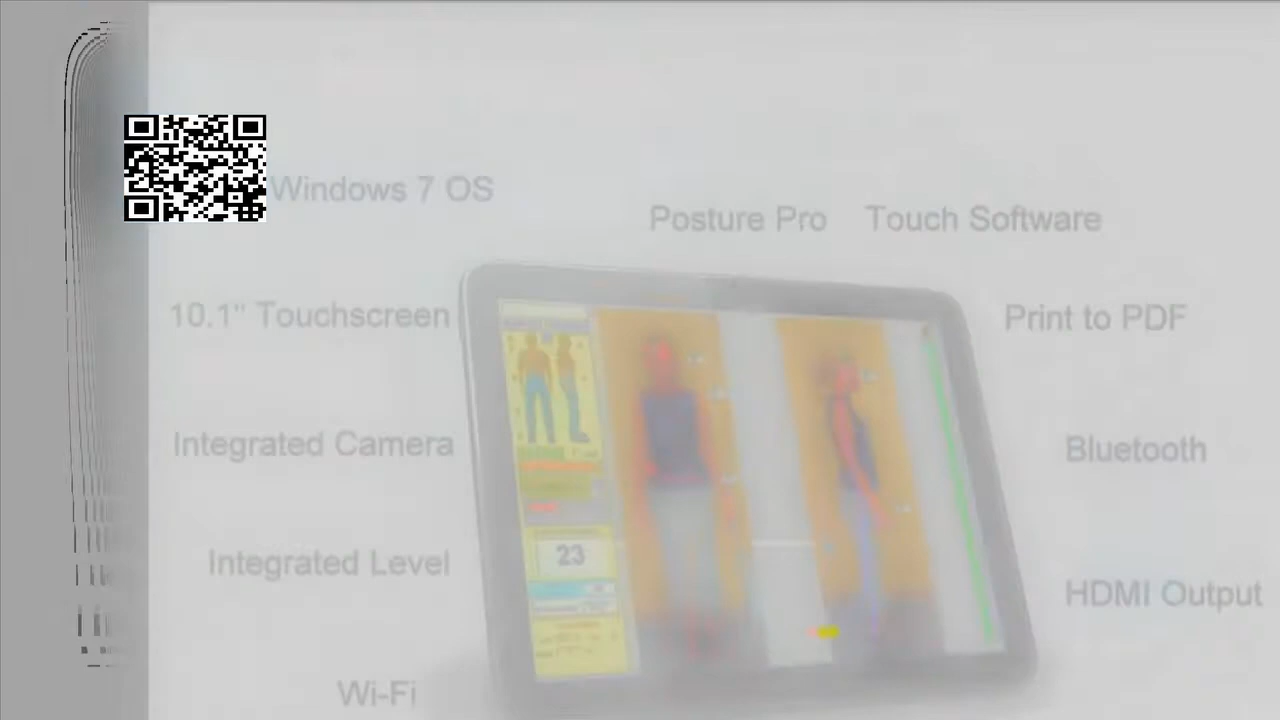 Windows 7 OS
Posture Pro Touch Software
10.1" Touchscreen
Print to PDF
Integrated Camera
Bluetooth
23
Integrated Level
HDMI Output
Wi-Fi